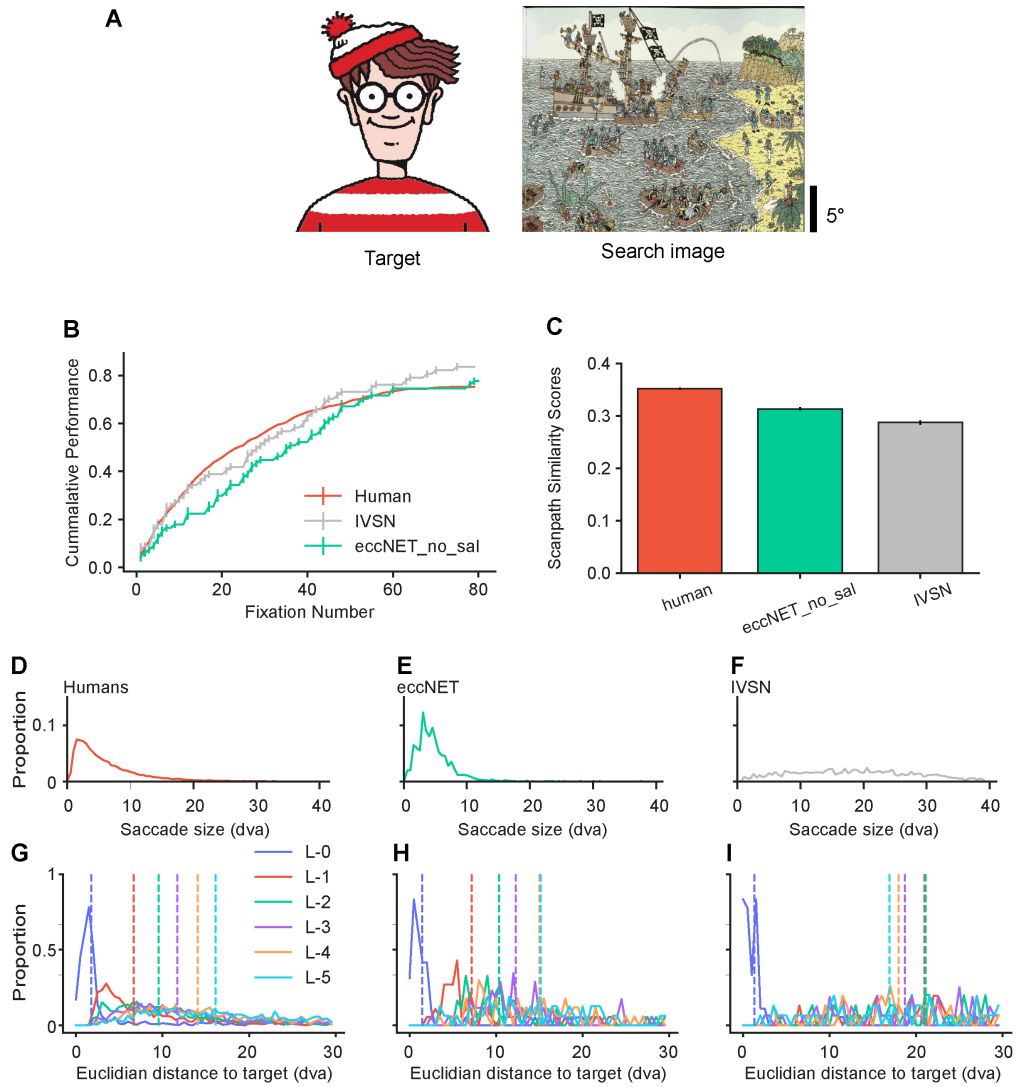 A
Target
Search image
5°
B
Cummalative Performance
0.8
0.6
0.4
0.2
0.0
Human
IVSN
eccNET_no_sal
0 20 40 60 80
Fixation Number
C
Scanpath Similarity Scores
0.4
0.3
0.2
0.1
0.0
human
eccNET_no_sal
IVSN
D
Humans
Proportion
0.1
0
0 10 20 30 40
Saccade size (dva)
E
eccNET
0 10 20 30 40
Saccade size (dva)
F
IVSN
0 10 20 30 40
Saccade size (dva)
G
L-0
L-1
L-2
L-3
L-4
L-5
Proportion
1
0.5
0
0 10 20 30
Euclidian distance to target (dva)
H
0 10 20 30
Euclidian distance to target (dva)
I
0 10 20 30
Euclidian distance to target (dva)